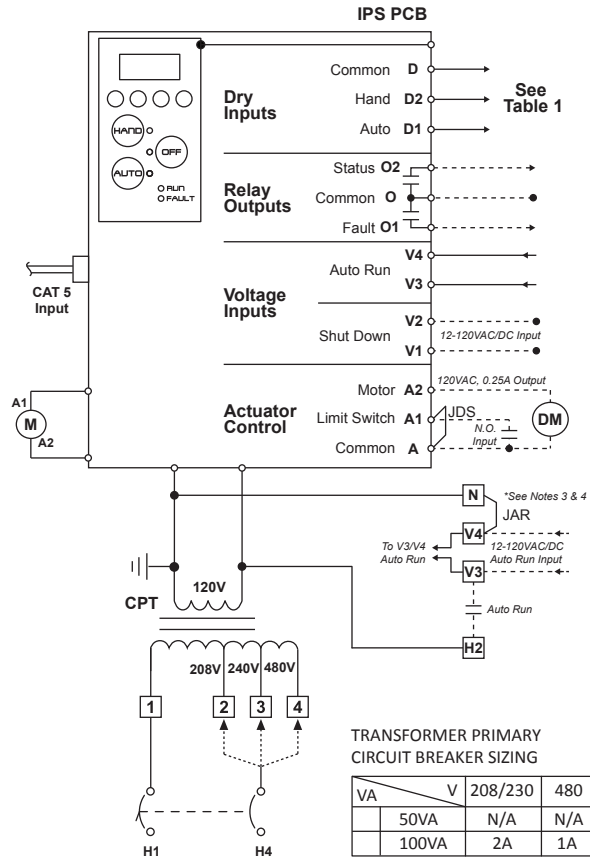 IPS PCB
HAND
OFF
AUTO
RUN
FAULT
Dry
Inputs
Common D
Hand D2
Auto D1
See
Table 1
Relay
Outputs
Status O2
Common O
Fault O1
Voltage
Inputs
Auto Run
V4
V3
Shut Down
V2
12-120VAC/DC Input
V1
CAT 5
Input
Actuator
Control
Motor A2
120VAC, 0.25A Output
Limit Switch A1
JDS
N.O.
Input
Common A
DM
A1
M
A2
N
*See Notes 3 & 4
JAR
V4
To V3/V4
Auto Run
12-120VAC/DC
Auto Run Input
V3
Auto Run
H2
CPT
120V
208V 240V 480V
1 2 3 4
H1 H4
TRANSFORMER PRIMARY
CIRCUIT BREAKER SIZING
VA V 208/230 480
50VA N/A N/A
100VA 2A 1A